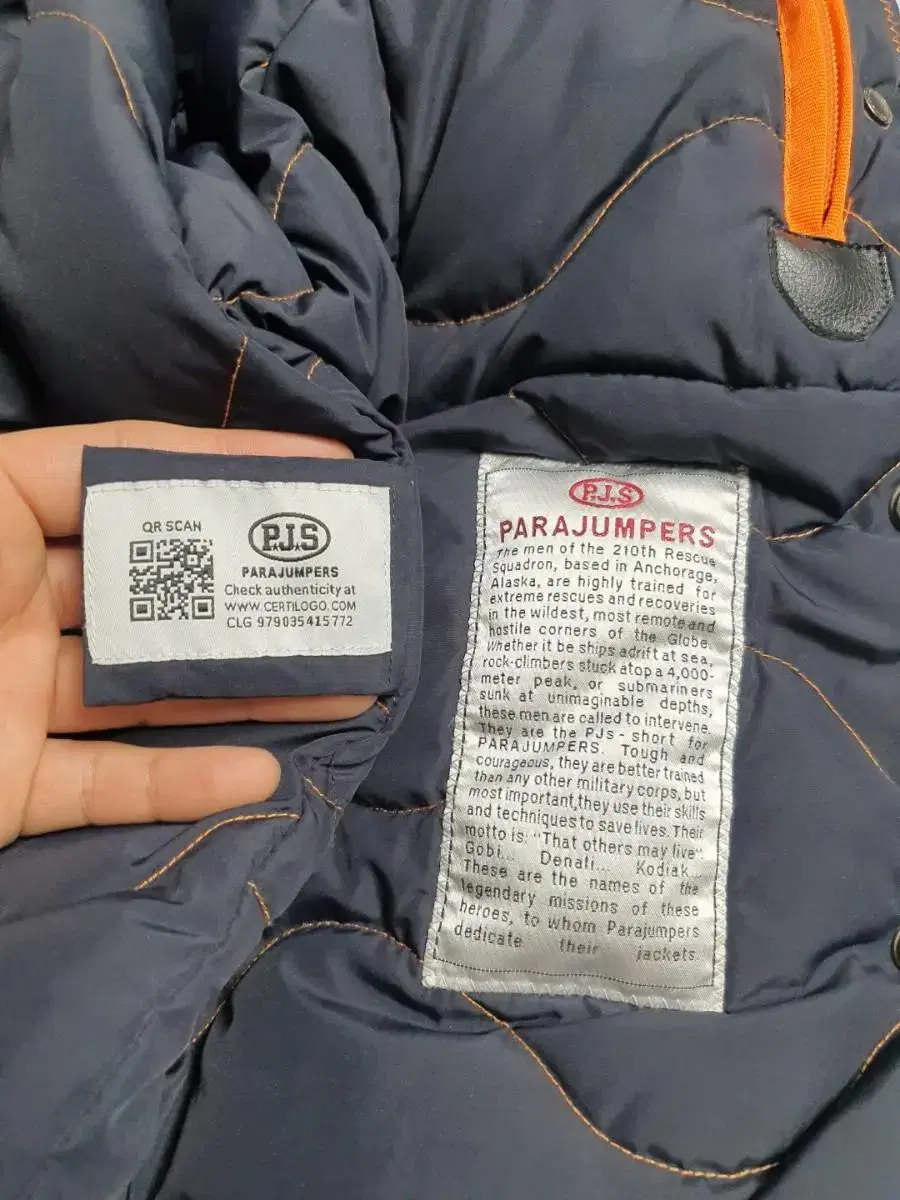 QR SCAN
P.J.S
PARAJUMPERS
Check authenticity at
WWW.CERTILOGO.COM
CLG 979035415772
P.J.S
PARAJUMPERS
The men of the 210th Rescue
Squadron, based in Anchorage,
Alaska, are highly trained for
extreme rescues and recoveries
in the wildest, most remote and
hostile corners of the Globe.
Whether it be ships adrift at sea,
rock-climbers stuck atop a 4,000-
meter peak, or submariners
sunk at unimaginable depths,
these men are called to intervene.
They are the PJs - short for
PARAJUMPERS. Tough and
courageous, they are better trained
than any other military corps, but
most important,they use their skills
and techniques to save lives. Their
motto is: "That others may live".
Gobi... Denali... Kodiak...
These are the names of the
legendary missions of these
heroes, to whom Parajumpers
dedicate their jackets